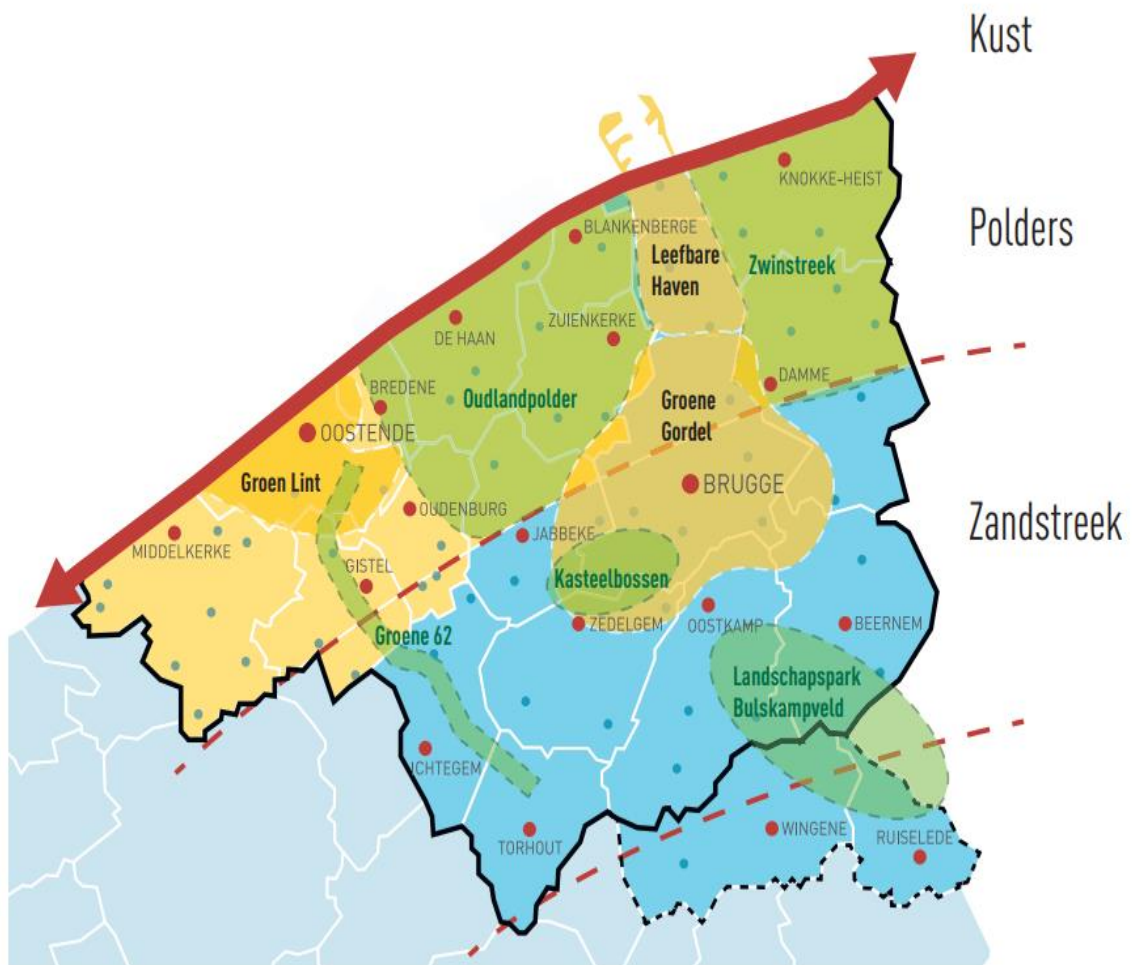 Kust
KNOKKE-HEIST
Polders
BLANKENBERGE
Leefbare
Haven
Zwinstreek
DE HAAN
ZUIENKERKE
BREDENE
Oudlandpolder
DAMME
Groene
Gordel
OOSTENDE
Groen Lint
BRUGGE
OUDENBURG
Zandstreek
MIDDELKERKE
JABBEKE
GISTEL
Kasteelbossen
Groene 62
ZEDELGEM
OOSTKAMP
BEERNEM
Landschapspark
Bulskampveld
ICHTEGEM
TORHOUT
WINGENE
RUISELEDE